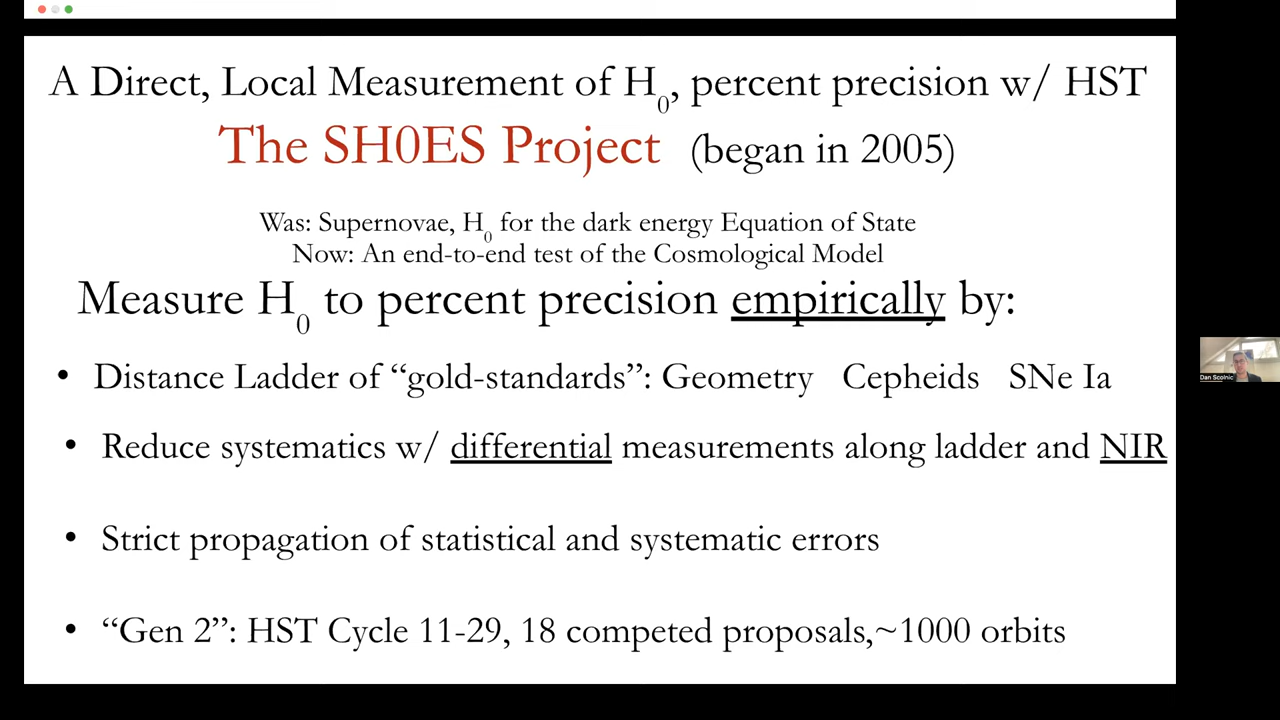 A Direct, Local Measurement of H0, percent precision w/ HST
The SH0ES Project (began in 2005)
Was: Supernovae, H0 for the dark energy Equation of State
Now: An end-to-end test of the Cosmological Model
Measure H0 to percent precision empirically by:
• Distance Ladder of “gold-standards”: Geometry Cepheids SNe Ia
• Reduce systematics w/ differential measurements along ladder and NIR
• Strict propagation of statistical and systematic errors
• “Gen 2”: HST Cycle 11-29, 18 competed proposals,~1000 orbits
Dan Scolnic